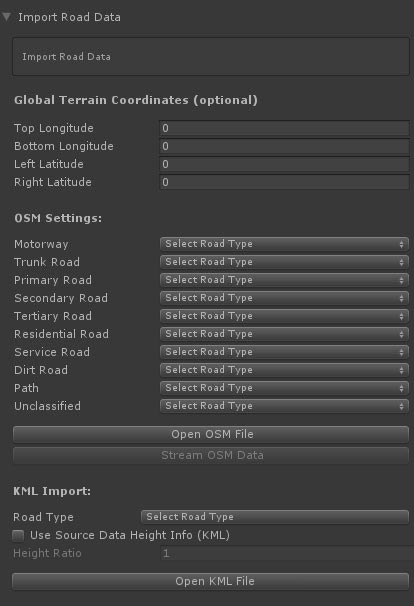 Import Road Data
Import Road Data
Global Terrain Coordinates (optional)
Top Longitude 0
Bottom Longitude 0
Left Latitude 0
Right Latitude 0
OSM Settings:
Motorway Select Road Type
Trunk Road Select Road Type
Primary Road Select Road Type
Secondary Road Select Road Type
Tertiary Road Select Road Type
Residential Road Select Road Type
Service Road Select Road Type
Dirt Road Select Road Type
Path Select Road Type
Unclassified Select Road Type
Open OSM File
Stream OSM Data
KML Import:
Road Type Select Road Type
Use Source Data Height Info (KML)
Height Ratio 1
Open KML File